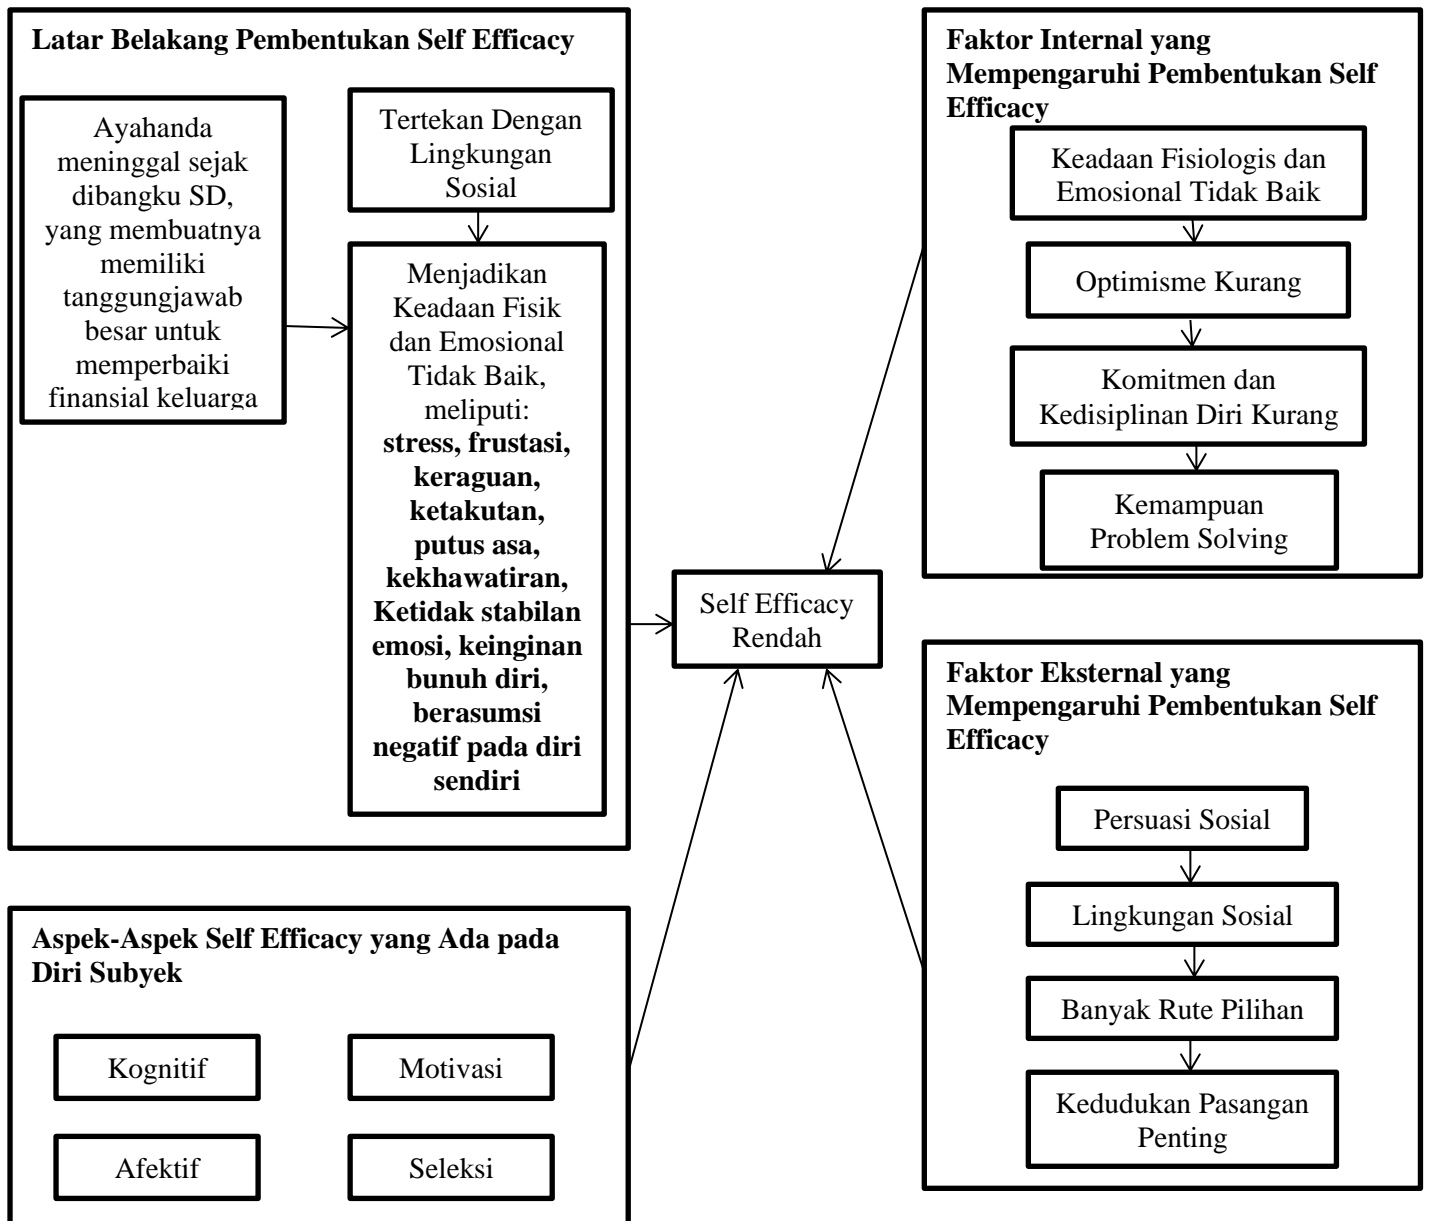 Latar Belakang Pembentukan Self Efficacy
Ayahanda
meninggal sejak
dibangku SD,
yang membuatnya
memiliki
tanggungjawab
besar untuk
memperbaiki
finansial keluarga
Tertekan Dengan
Lingkungan
Sosial
Menjadikan
Keadaan Fisik
dan Emosional
Tidak Baik,
meliputi:
stress, frustasi,
keraguan,
ketakutan,
putus asa,
kekhawatiran,
Ketidak stabilan
emosi, keinginan
bunuh diri,
berasumsi
negatif pada diri
sendiri
Aspek-Aspek Self Efficacy yang Ada pada
Diri Subyek
Kognitif
Motivasi
Afektif
Seleksi
Self Efficacy
Rendah
Faktor Internal yang
Mempengaruhi Pembentukan Self
Efficacy
Keadaan Fisiologis dan
Emosional Tidak Baik
Optimisme Kurang
Komitmen dan
Kedisiplinan Diri Kurang
Kemampuan
Problem Solving
Faktor Eksternal yang
Mempengaruhi Pembentukan Self
Efficacy
Persuasi Sosial
Lingkungan Sosial
Banyak Rute Pilihan
Kedudukan Pasangan
Penting